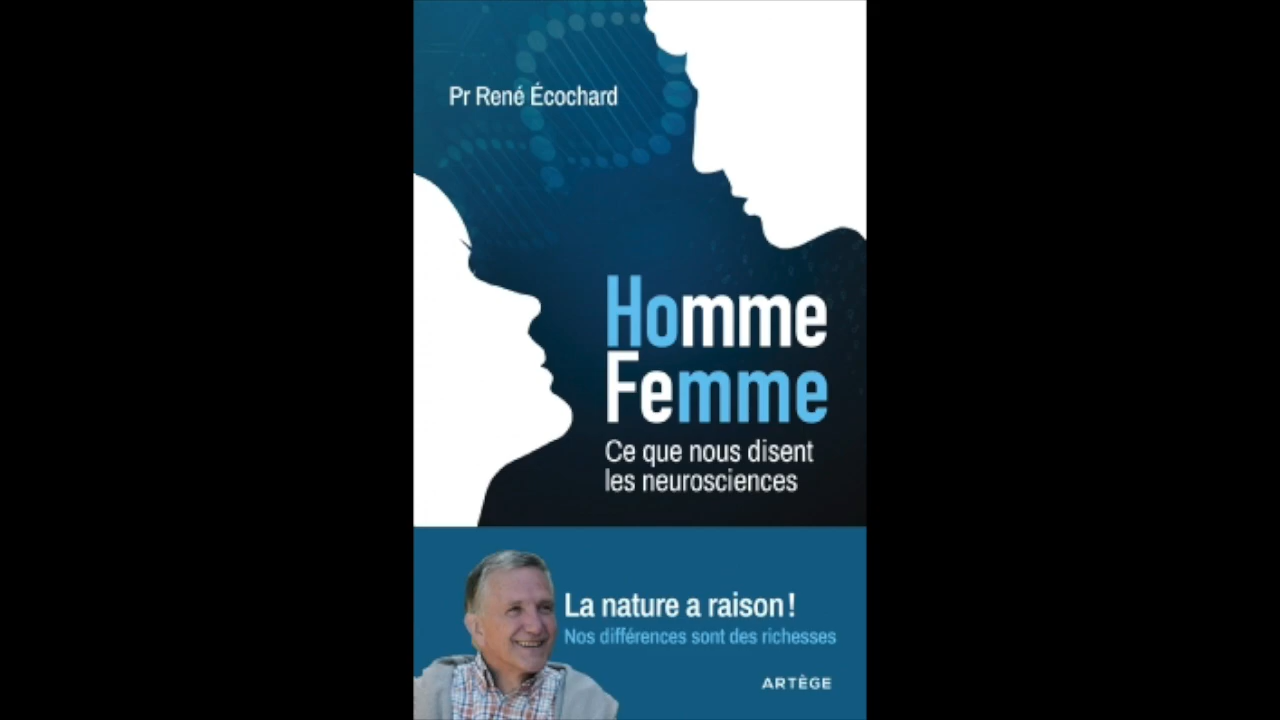 Pr René Écochard
Homme
Femme
Ce que nous disent
les neurosciences
La nature a raison !
Nos différences sont des richesses
ARTÈGE